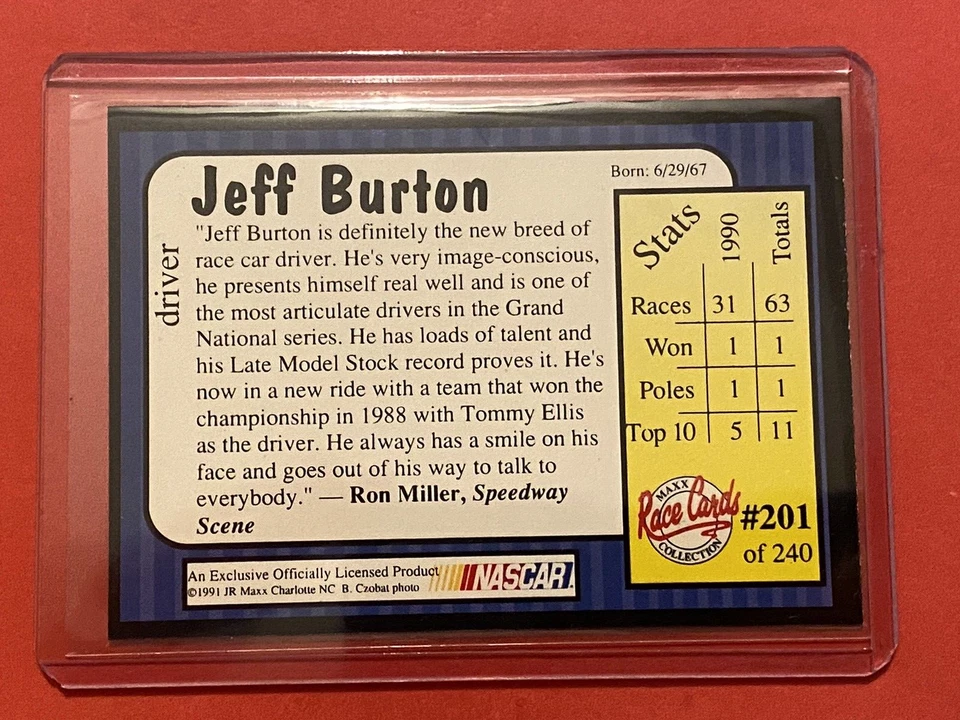 Jeff Burton
Born: 6/29/67
driver
"Jeff Burton is definitely the new breed of
race car driver. He's very image-conscious,
he presents himself real well and is one of
the most articulate drivers in the Grand
National series. He has loads of talent and
his Late Model Stock record proves it. He's
now in a new ride with a team that won the
championship in 1988 with Tommy Ellis
as the driver. He always has a smile on his
face and goes out of his way to talk to
everybody." — Ron Miller, Speedway
Scene
Stats 1990 Totals
Races 31 63
Won 1 1
Poles 1 1
Top 10 5 11
MAXX
Race Cards
COLLECTION
#201
of 240
An Exclusive Officially Licensed Product
©1991 JR Maxx Charlotte NC B. Czobat photo
NASCAR